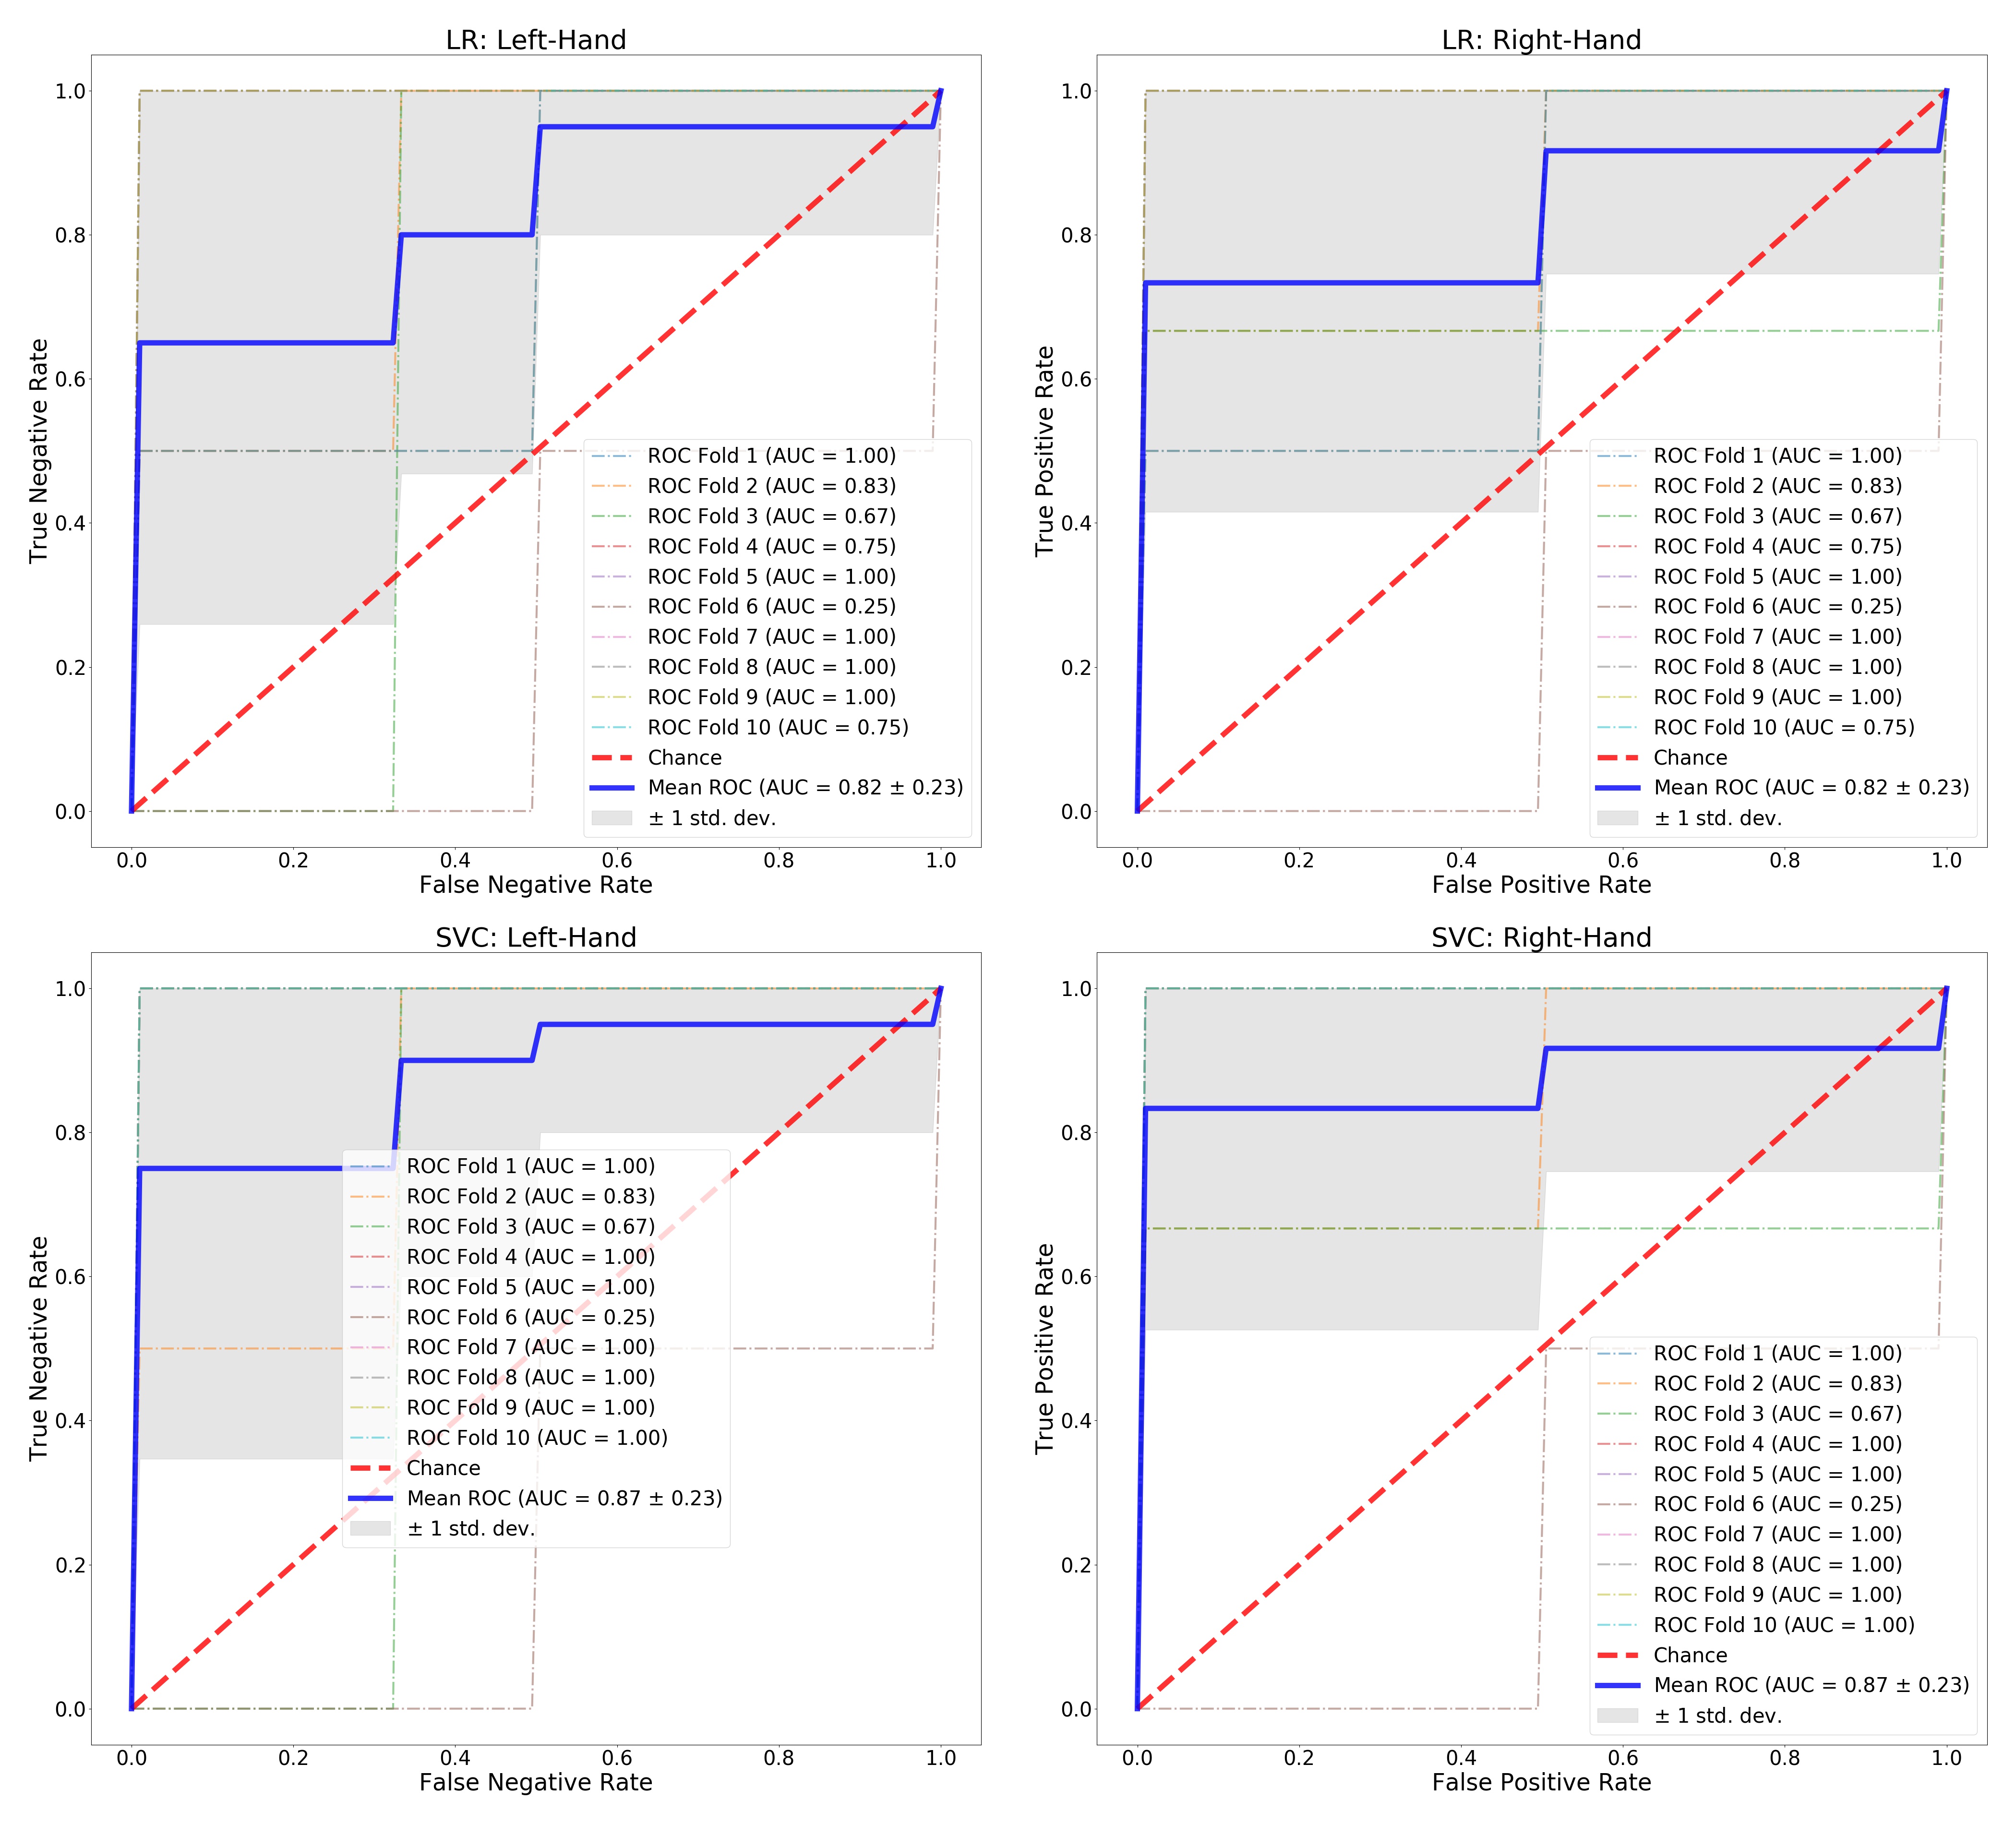 LR: Left-Hand
1.0
0.8
0.6
0.4
0.2
0.0
True Negative Rate
ROC Fold 1 (AUC = 1.00)
ROC Fold 2 (AUC = 0.83)
ROC Fold 3 (AUC = 0.67)
ROC Fold 4 (AUC = 0.75)
ROC Fold 5 (AUC = 1.00)
ROC Fold 6 (AUC = 0.25)
ROC Fold 7 (AUC = 1.00)
ROC Fold 8 (AUC = 1.00)
ROC Fold 9 (AUC = 1.00)
ROC Fold 10 (AUC = 0.75)
Chance
Mean ROC (AUC = 0.82 ± 0.23)
± 1 std. dev.
0.0 0.2 0.4 0.6 0.8 1.0
False Negative Rate
LR: Right-Hand
1.0
0.8
0.6
0.4
0.2
0.0
True Positive Rate
ROC Fold 1 (AUC = 1.00)
ROC Fold 2 (AUC = 0.83)
ROC Fold 3 (AUC = 0.67)
ROC Fold 4 (AUC = 0.75)
ROC Fold 5 (AUC = 1.00)
ROC Fold 6 (AUC = 0.25)
ROC Fold 7 (AUC = 1.00)
ROC Fold 8 (AUC = 1.00)
ROC Fold 9 (AUC = 1.00)
ROC Fold 10 (AUC = 0.75)
Chance
Mean ROC (AUC = 0.82 ± 0.23)
± 1 std. dev.
0.0 0.2 0.4 0.6 0.8 1.0
False Positive Rate
SVC: Left-Hand
1.0
0.8
0.6
0.4
0.2
0.0
True Negative Rate
ROC Fold 1 (AUC = 1.00)
ROC Fold 2 (AUC = 0.83)
ROC Fold 3 (AUC = 0.67)
ROC Fold 4 (AUC = 1.00)
ROC Fold 5 (AUC = 1.00)
ROC Fold 6 (AUC = 0.25)
ROC Fold 7 (AUC = 1.00)
ROC Fold 8 (AUC = 1.00)
ROC Fold 9 (AUC = 1.00)
ROC Fold 10 (AUC = 1.00)
Chance
Mean ROC (AUC = 0.87 ± 0.23)
± 1 std. dev.
0.0 0.2 0.4 0.6 0.8 1.0
False Negative Rate
SVC: Right-Hand
1.0
0.8
0.6
0.4
0.2
0.0
True Positive Rate
ROC Fold 1 (AUC = 1.00)
ROC Fold 2 (AUC = 0.83)
ROC Fold 3 (AUC = 0.67)
ROC Fold 4 (AUC = 1.00)
ROC Fold 5 (AUC = 1.00)
ROC Fold 6 (AUC = 0.25)
ROC Fold 7 (AUC = 1.00)
ROC Fold 8 (AUC = 1.00)
ROC Fold 9 (AUC = 1.00)
ROC Fold 10 (AUC = 1.00)
Chance
Mean ROC (AUC = 0.87 ± 0.23)
± 1 std. dev.
0.0 0.2 0.4 0.6 0.8 1.0
False Positive Rate